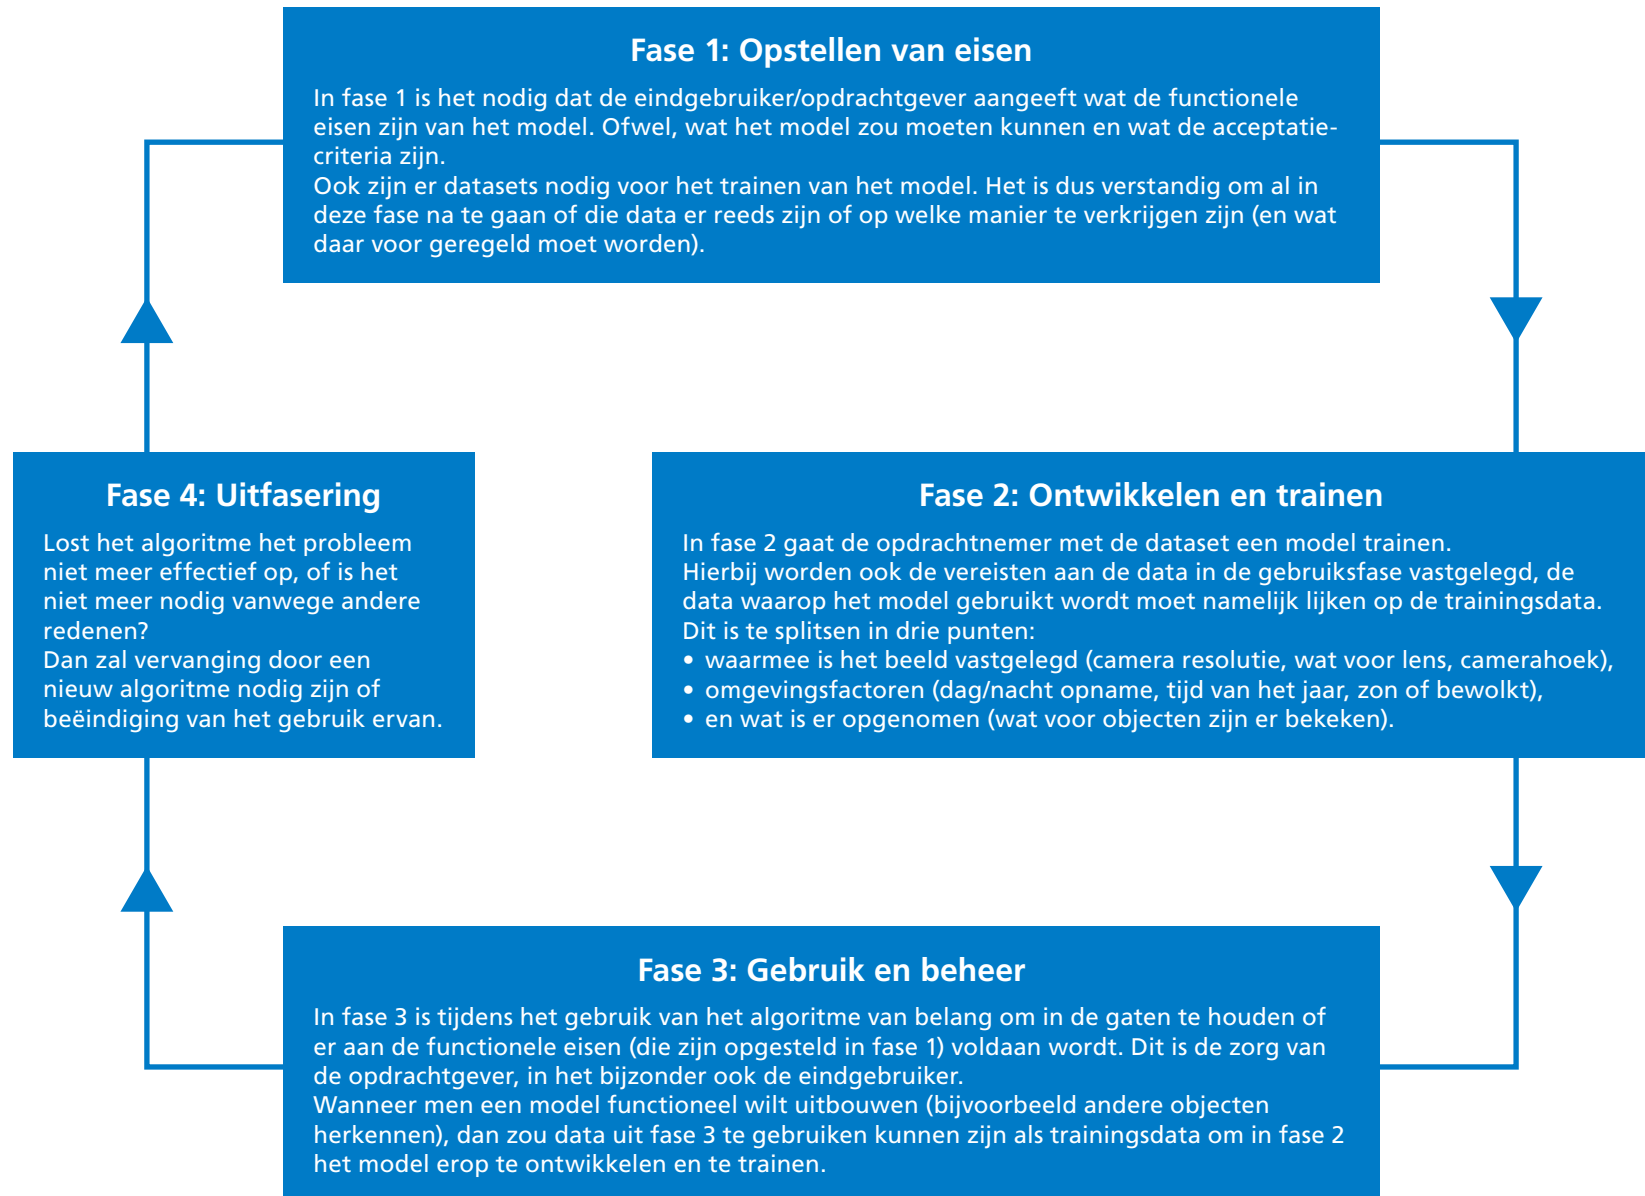 Fase 1: Opstellen van eisen
In fase 1 is het nodig dat de eindgebruiker/opdrachtgever aangeeft wat de functionele
eisen zijn van het model. Ofwel, wat het model zou moeten kunnen en wat de acceptatie-
criteria zijn.
Ook zijn er datasets nodig voor het trainen van het model. Het is dus verstandig om al in
deze fase na te gaan of die data er reeds zijn of op welke manier te verkrijgen zijn (en wat
daar voor geregeld moet worden).
Fase 2: Ontwikkelen en trainen
In fase 2 gaat de opdrachtnemer met de dataset een model trainen.
Hierbij worden ook de vereisten aan de data in de gebruiksfase vastgelegd, de
data waarop het model gebruikt wordt moet namelijk lijken op de trainingsdata.
Dit is te splitsen in drie punten:
• waarmee is het beeld vastgelegd (camera resolutie, wat voor lens, camerahoek),
• omgevingsfactoren (dag/nacht opname, tijd van het jaar, zon of bewolkt),
• en wat is er opgenomen (wat voor objecten zijn er bekeken).
Fase 3: Gebruik en beheer
In fase 3 is tijdens het gebruik van het algoritme van belang om in de gaten te houden of
er aan de functionele eisen (die zijn opgesteld in fase 1) voldaan wordt. Dit is de zorg van
de opdrachtgever, in het bijzonder ook de eindgebruiker.
Wanneer men een model functioneel wilt uitbouwen (bijvoorbeeld andere objecten
herkennen), dan zou data uit fase 3 te gebruiken kunnen zijn als trainingsdata om in fase 2
het model erop te ontwikkelen en te trainen.
Fase 4: Uitfasering
Lost het algoritme het probleem
niet meer effectief op, of is het
niet meer nodig vanwege andere
redenen?
Dan zal vervanging door een
nieuw algoritme nodig zijn of
beëindiging van het gebruik ervan.